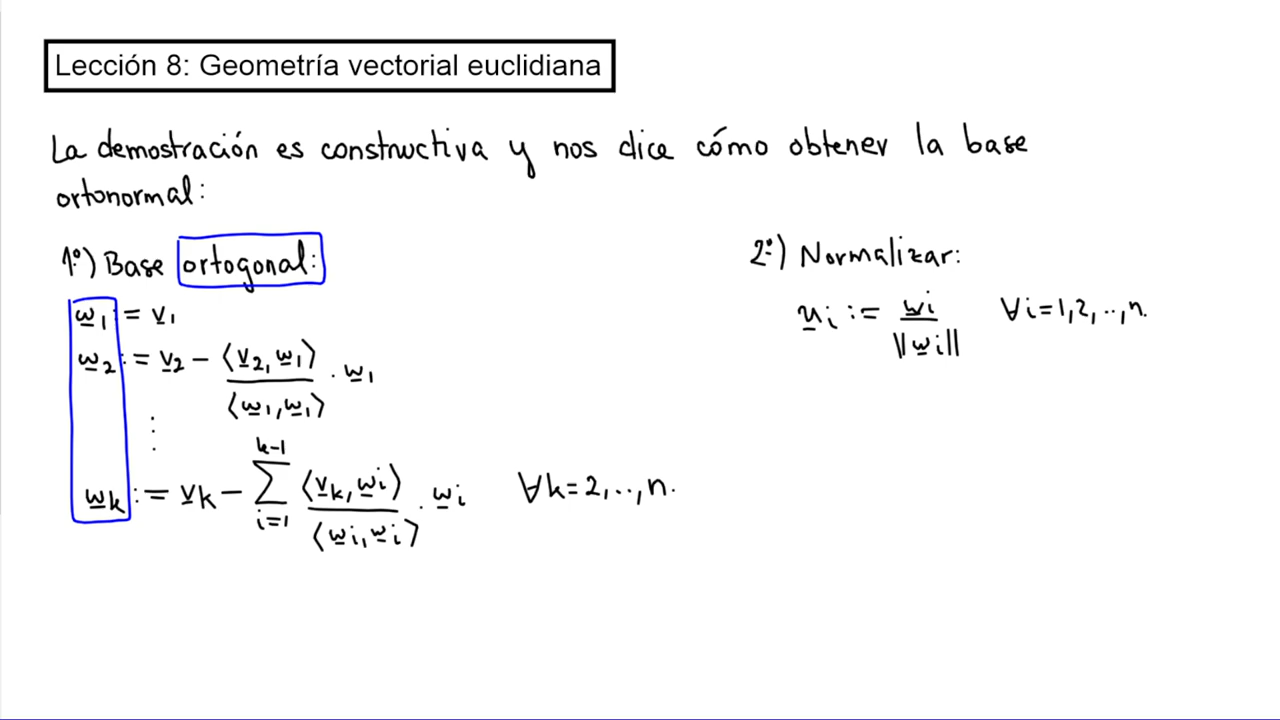 Lección 8: Geometría vectorial euclidiana
La demostración es constructiva y nos dice cómo obtener la base
ortonormal:
1º) Base ortogonal:
w₁ := v₁
w₂ := v₂ − ⟨v₂, w₁⟩ / ⟨w₁, w₁⟩ · w₁
⋮
wₖ := vₖ − ∑ᵢ₌₁ᵏ⁻¹ ⟨vₖ, wᵢ⟩ / ⟨wᵢ, wᵢ⟩ · wᵢ ∀k=2,..,n.
2º) Normalizar:
uᵢ := wᵢ / ||wᵢ|| ∀i=1,2,..,n.